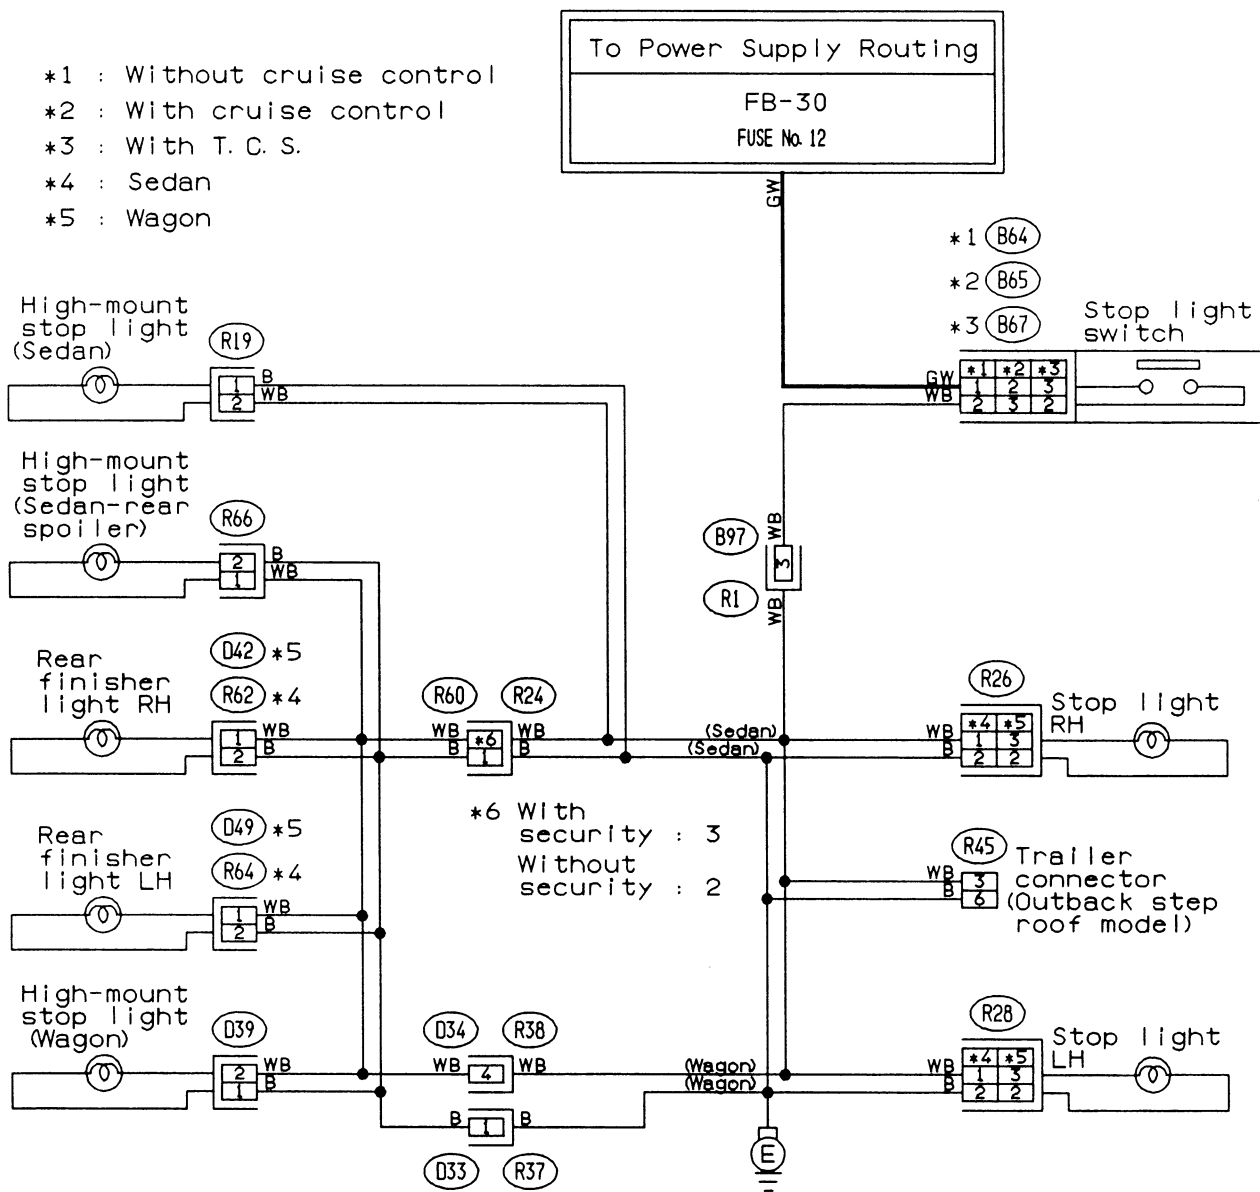 To Power Supply Routing
FB-30
FUSE No. 12
*1 : Without cruise control
*2 : With cruise control
*3 : With T. C. S.
*4 : Sedan
*5 : Wagon
GW
*1 B64
*2 B65
*3 B67
Stop light
switch
*1 *2 *3
GW 1 2 3
WB 2 3 2
High-mount
stop light
(Sedan)
R19
1 B
2 WB
High-mount
stop light
(Sedan-rear
spoiler)
R66
2 B
1 WB
B97
WB
3
R1
WB
Rear
finisher
light RH
D42 *5
R62 *4
1 WB
2 B
R60 R24
WB *6 WB
B 1 B
(Sedan)
(Sedan)
R26
Stop light
RH
*4 *5
WB 1 3
B 2 2
*6 With
security : 3
Without
security : 2
Rear
finisher
light LH
D49 *5
R64 *4
1 WB
2 B
R45
Trailer
connector
(Outback step
roof model)
WB 3
B 6
High-mount
stop light
(Wagon)
D39
2 WB
1 B
D34 R38
WB 4 WB
(Wagon)
(Wagon)
B 1 B
D33 R37
R28
Stop light
LH
*4 *5
WB 1 3
B 2 2
E